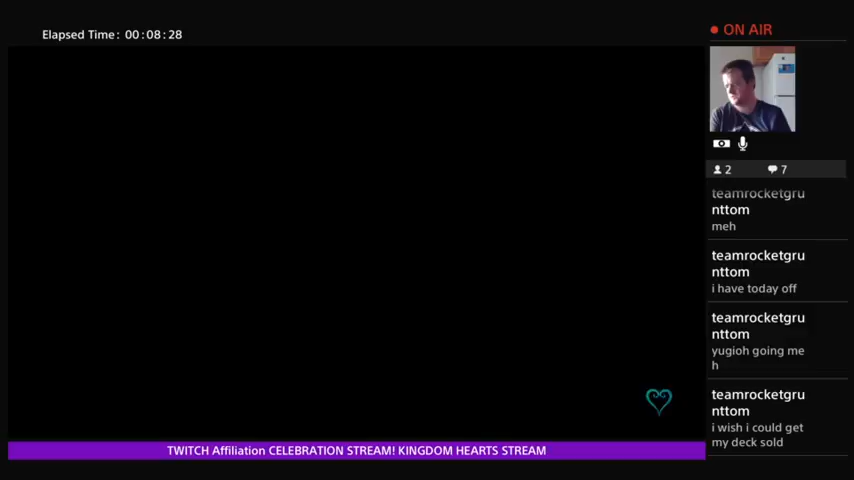 Elapsed Time: 00:08:28
ON AIR
2 7
teamrocketgru
nttom
meh
teamrocketgru
nttom
i have today off
teamrocketgru
nttom
yugioh going me
h
teamrocketgru
nttom
i wish i could get
my deck sold
TWITCH Affiliation CELEBRATION STREAM! KINGDOM HEARTS STREAM